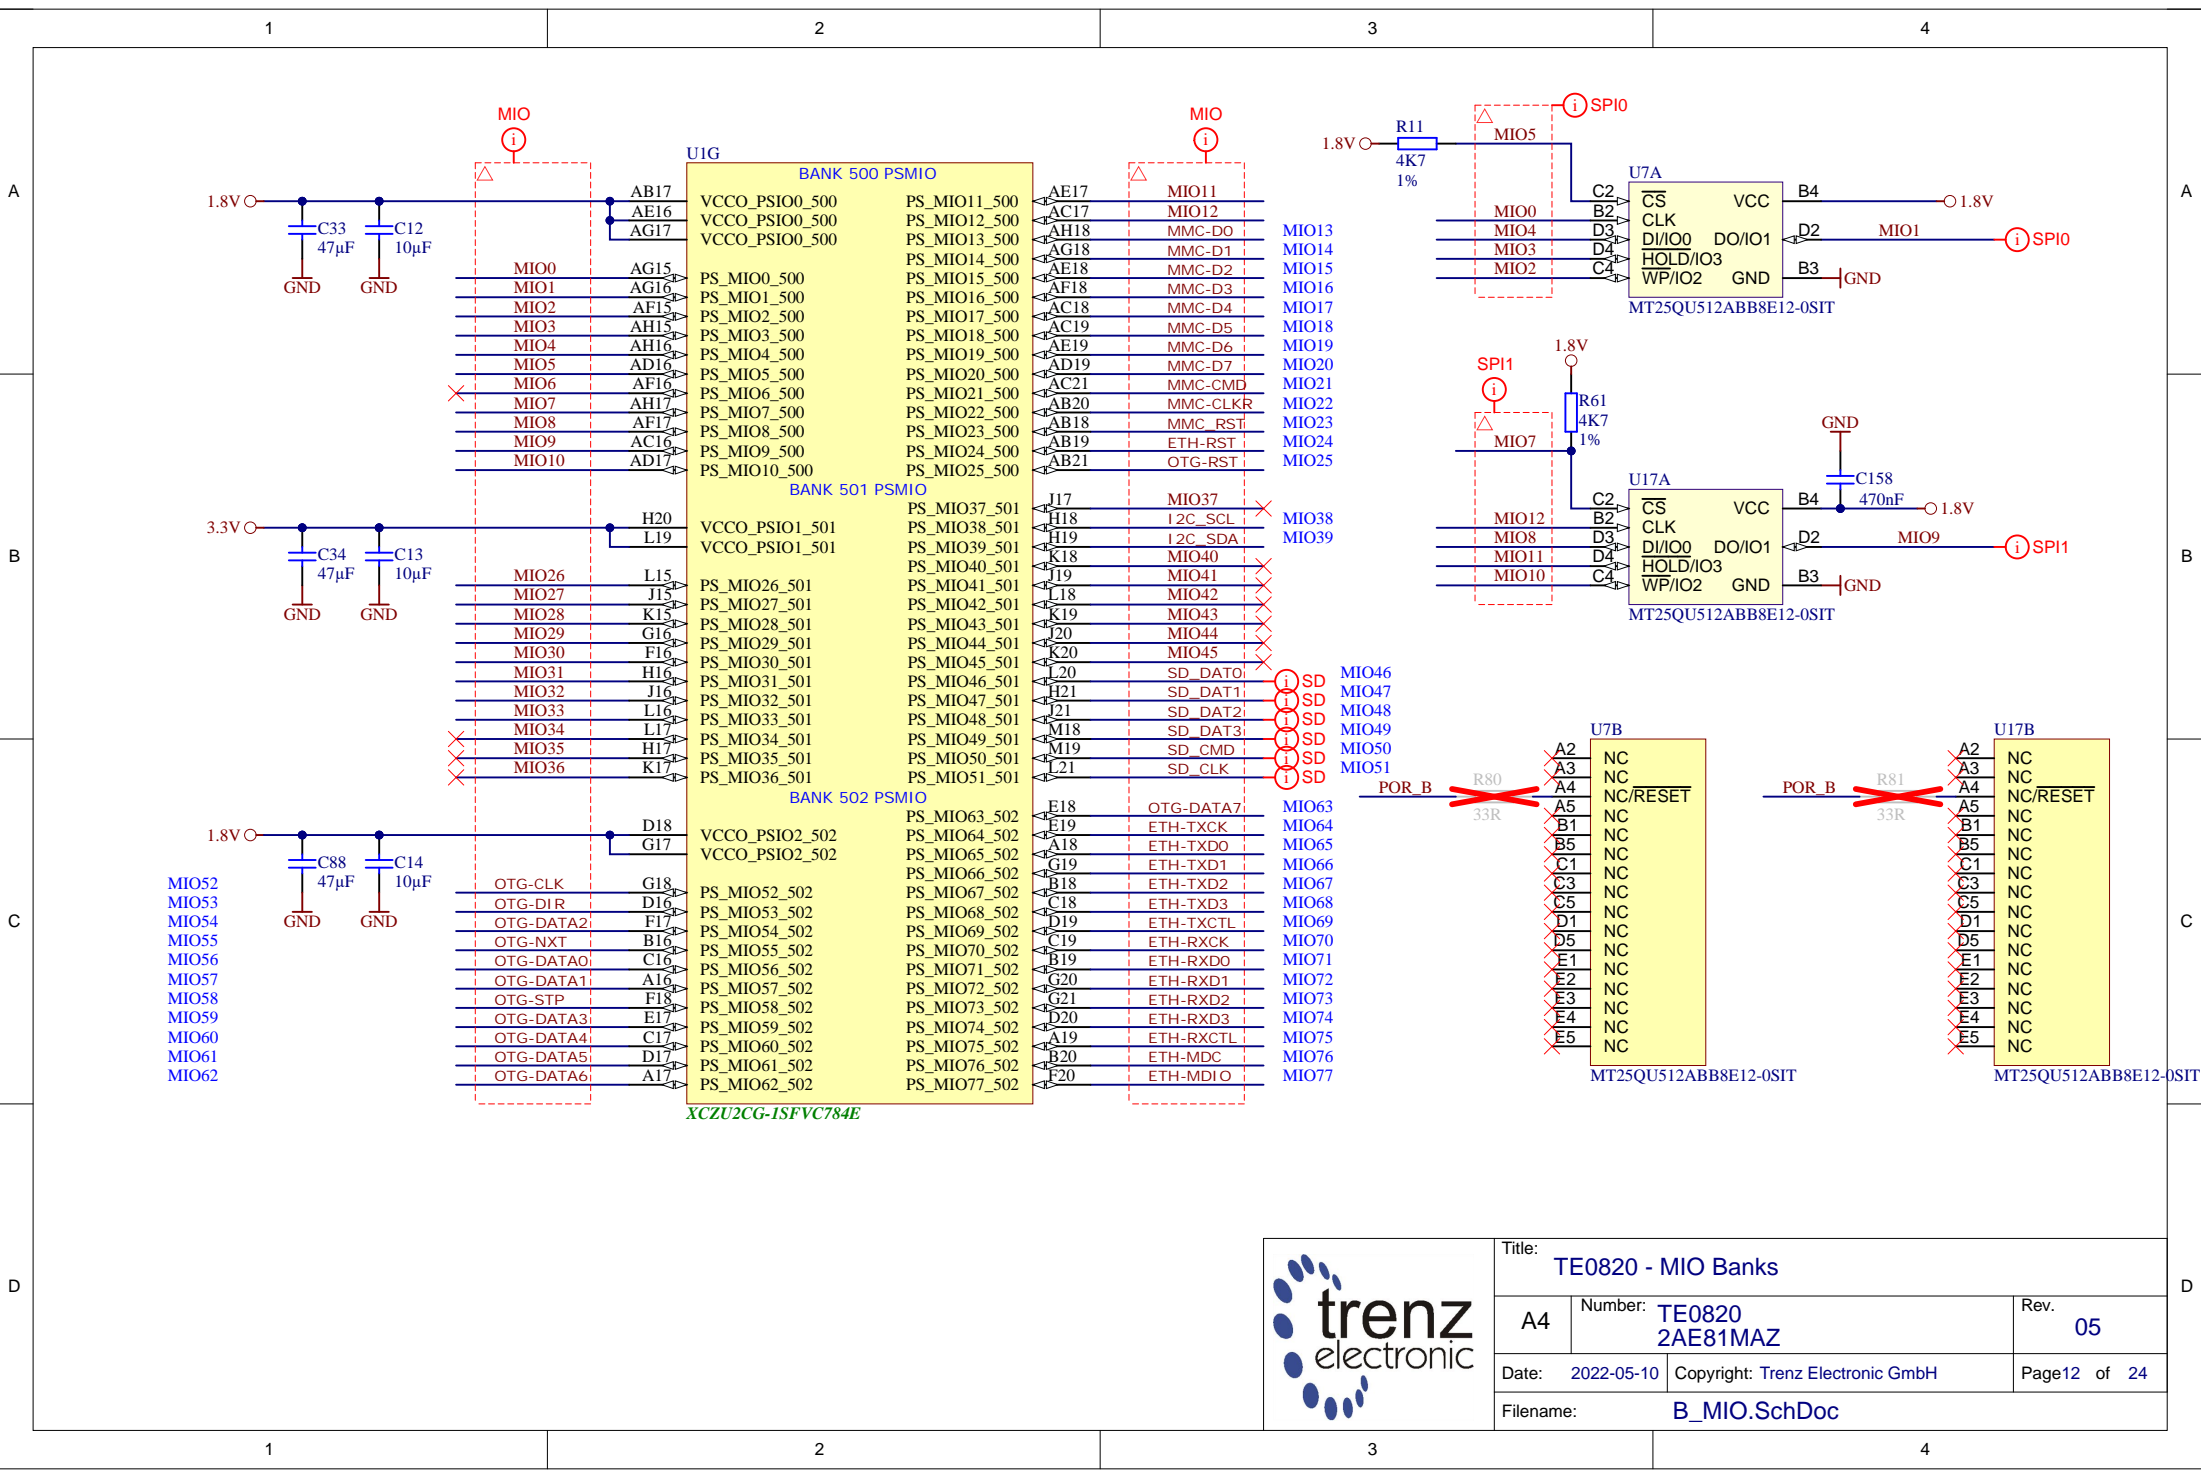 1 2 3 4
A A
B B
C C
D D
MIO
MIO
U1G
BANK 500 PSMIO
1.8V
C33
47µF
C12
10µF
GND
GND
AB17 VCCO_PSIO0_500
AE16 VCCO_PSIO0_500
AG17 VCCO_PSIO0_500
MIO0 AG15 PS_MIO0_500
MIO1 AG16 PS_MIO1_500
MIO2 AF15 PS_MIO2_500
MIO3 AH15 PS_MIO3_500
MIO4 AH16 PS_MIO4_500
MIO5 AD16 PS_MIO5_500
MIO6 AF16 PS_MIO6_500
MIO7 AH17 PS_MIO7_500
MIO8 AF17 PS_MIO8_500
MIO9 AC16 PS_MIO9_500
MIO10 AD17 PS_MIO10_500
PS_MIO11_500 AE17 MIO11
PS_MIO12_500 AC17 MIO12
PS_MIO13_500 AH18 MMC-D0 MIO13
PS_MIO14_500 AG18 MMC-D1 MIO14
PS_MIO15_500 AE18 MMC-D2 MIO15
PS_MIO16_500 AF18 MMC-D3 MIO16
PS_MIO17_500 AC18 MMC-D4 MIO17
PS_MIO18_500 AC19 MMC-D5 MIO18
PS_MIO19_500 AE19 MMC-D6 MIO19
PS_MIO20_500 AD19 MMC-D7 MIO20
PS_MIO21_500 AC21 MMC-CMD MIO21
PS_MIO22_500 AB20 MMC-CLKR MIO22
PS_MIO23_500 AB18 MMC_RST MIO23
PS_MIO24_500 AB19 ETH-RST MIO24
PS_MIO25_500 AB21 OTG-RST MIO25
BANK 501 PSMIO
3.3V
C34
47µF
C13
10µF
GND
GND
H20 VCCO_PSIO1_501
L19 VCCO_PSIO1_501
MIO26 L15 PS_MIO26_501
MIO27 J15 PS_MIO27_501
MIO28 K15 PS_MIO28_501
MIO29 G16 PS_MIO29_501
MIO30 F16 PS_MIO30_501
MIO31 H16 PS_MIO31_501
MIO32 J16 PS_MIO32_501
MIO33 L16 PS_MIO33_501
MIO34 L17 PS_MIO34_501
MIO35 H17 PS_MIO35_501
MIO36 K17 PS_MIO36_501
PS_MIO37_501 J17 MIO37
PS_MIO38_501 H18 I2C_SCL MIO38
PS_MIO39_501 H19 I2C_SDA MIO39
PS_MIO40_501 K18 MIO40
PS_MIO41_501 J19 MIO41
PS_MIO42_501 L18 MIO42
PS_MIO43_501 K19 MIO43
PS_MIO44_501 J20 MIO44
PS_MIO45_501 K20 MIO45
PS_MIO46_501 L20 SD_DAT0 SD MIO46
PS_MIO47_501 H21 SD_DAT1 SD MIO47
PS_MIO48_501 J21 SD_DAT2 SD MIO48
PS_MIO49_501 M18 SD_DAT3 SD MIO49
PS_MIO50_501 M19 SD_CMD SD MIO50
PS_MIO51_501 L21 SD_CLK SD MIO51
BANK 502 PSMIO
1.8V
C88
47µF
C14
10µF
GND
GND
D18 VCCO_PSIO2_502
G17 VCCO_PSIO2_502
MIO52 OTG-CLK G18 PS_MIO52_502
MIO53 OTG-DIR D16 PS_MIO53_502
MIO54 OTG-DATA2 F17 PS_MIO54_502
MIO55 OTG-NXT B16 PS_MIO55_502
MIO56 OTG-DATA0 C16 PS_MIO56_502
MIO57 OTG-DATA1 A16 PS_MIO57_502
MIO58 OTG-STP F18 PS_MIO58_502
MIO59 OTG-DATA3 E17 PS_MIO59_502
MIO60 OTG-DATA4 C17 PS_MIO60_502
MIO61 OTG-DATA5 D17 PS_MIO61_502
MIO62 OTG-DATA6 A17 PS_MIO62_502
PS_MIO63_502 E18 OTG-DATA7 MIO63
PS_MIO64_502 E19 ETH-TXCK MIO64
PS_MIO65_502 A18 ETH-TXD0 MIO65
PS_MIO66_502 G19 ETH-TXD1 MIO66
PS_MIO67_502 B18 ETH-TXD2 MIO67
PS_MIO68_502 C18 ETH-TXD3 MIO68
PS_MIO69_502 D19 ETH-TXCTL MIO69
PS_MIO70_502 C19 ETH-RXCK MIO70
PS_MIO71_502 B19 ETH-RXD0 MIO71
PS_MIO72_502 G20 ETH-RXD1 MIO72
PS_MIO73_502 G21 ETH-RXD2 MIO73
PS_MIO74_502 D20 ETH-RXD3 MIO74
PS_MIO75_502 A19 ETH-RXCTL MIO75
PS_MIO76_502 B20 ETH-MDC MIO76
PS_MIO77_502 F20 ETH-MDIO MIO77
XCZU2CG-1SFVC784E
SPI0
1.8V
R11
4K7
1%
MIO5
U7A
C2 CS VCC B4 1.8V
MIO0 B2 CLK
MIO4 D3 DI/IO0 DO/IO1 D2 MIO1 SPI0
MIO3 D4 HOLD/IO3
MIO2 C4 WP/IO2 GND B3 GND
MT25QU512ABB8E12-0SIT
1.8V
SPI1
R61
4K7
1%
MIO7
GND
C158
470nF
U17A
C2 CS VCC B4 1.8V
MIO12 B2 CLK
MIO8 D3 DI/IO0 DO/IO1 D2 MIO9 SPI1
MIO11 D4 HOLD/IO3
MIO10 C4 WP/IO2 GND B3 GND
MT25QU512ABB8E12-0SIT
U7B
A2 NC
A3 NC
POR_B R80 33R A4 NC/RESET
A5 NC
B1 NC
B5 NC
C1 NC
C3 NC
C5 NC
D1 NC
D5 NC
E1 NC
E2 NC
E3 NC
E4 NC
E5 NC
MT25QU512ABB8E12-0SIT
U17B
A2 NC
A3 NC
POR_B R81 33R A4 NC/RESET
A5 NC
B1 NC
B5 NC
C1 NC
C3 NC
C5 NC
D1 NC
D5 NC
E1 NC
E2 NC
E3 NC
E4 NC
E5 NC
MT25QU512ABB8E12-0SIT
trenz
electronic
Title: TE0820 - MIO Banks
A4 Number: TE0820
2AE81MAZ
Rev. 05
Date: 2022-05-10 Copyright: Trenz Electronic GmbH Page12 of 24
Filename: B_MIO.SchDoc
1 2 3 4